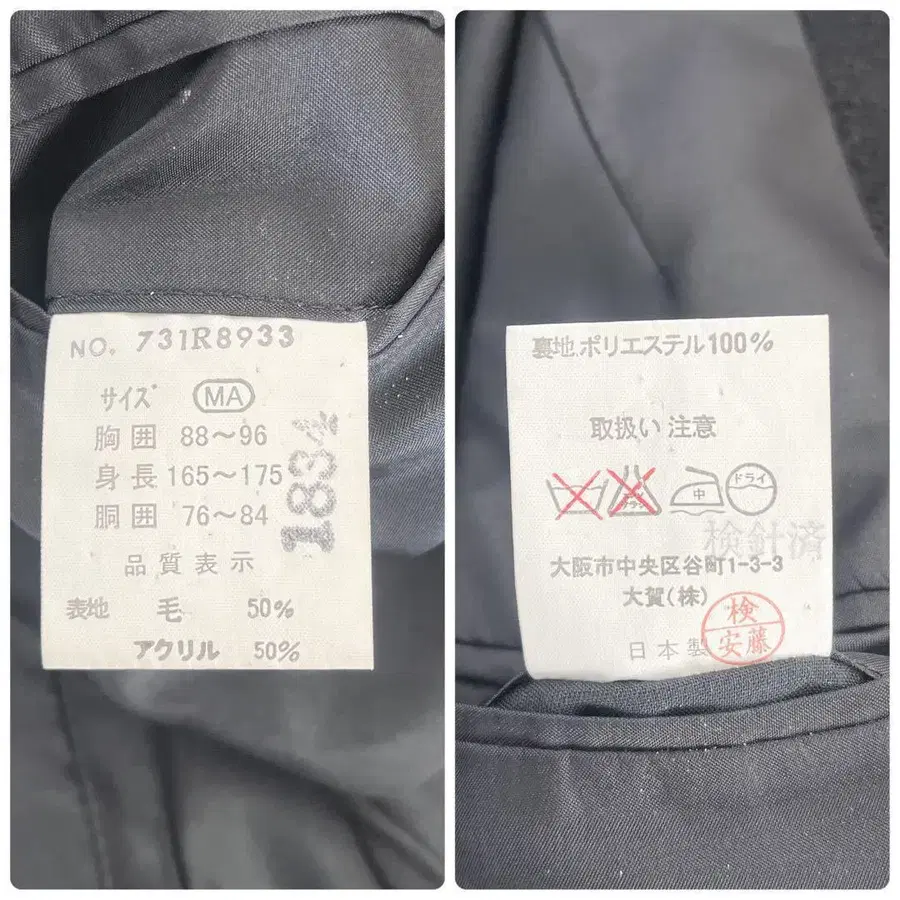 NO. 731R8933
サイズ MA
胸囲 88～96
身長 165～175
胴囲 76～84
品質表示
表地 毛 50%
アクリル 50%
裏地 ポリエステル100%
取扱い 注意
中 ドライ
検針済
大阪市中央区谷町1-3-3
大賀(株)
日本製
検
安藤